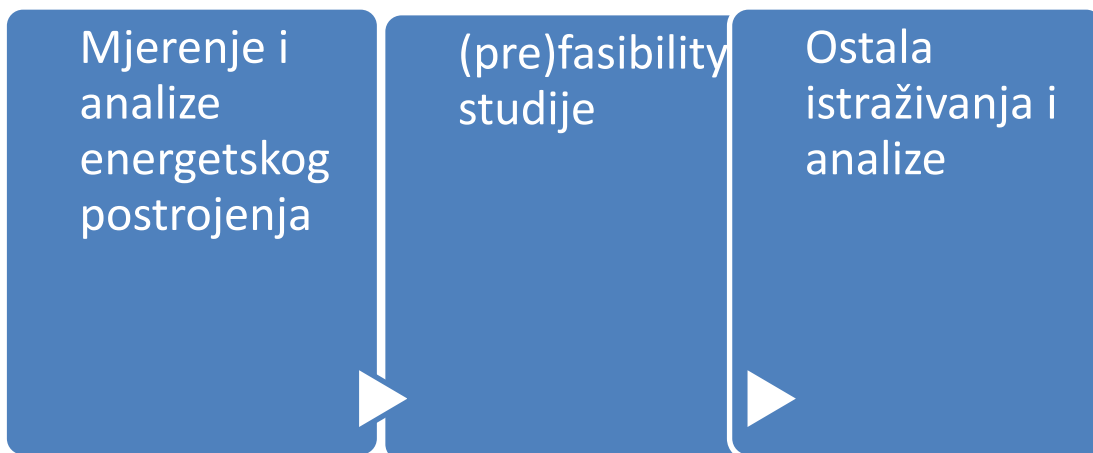 Mjerenje i
analize
energetskog
postrojenja
(pre)fasibility
studije
Ostala
istraživanja i
analize